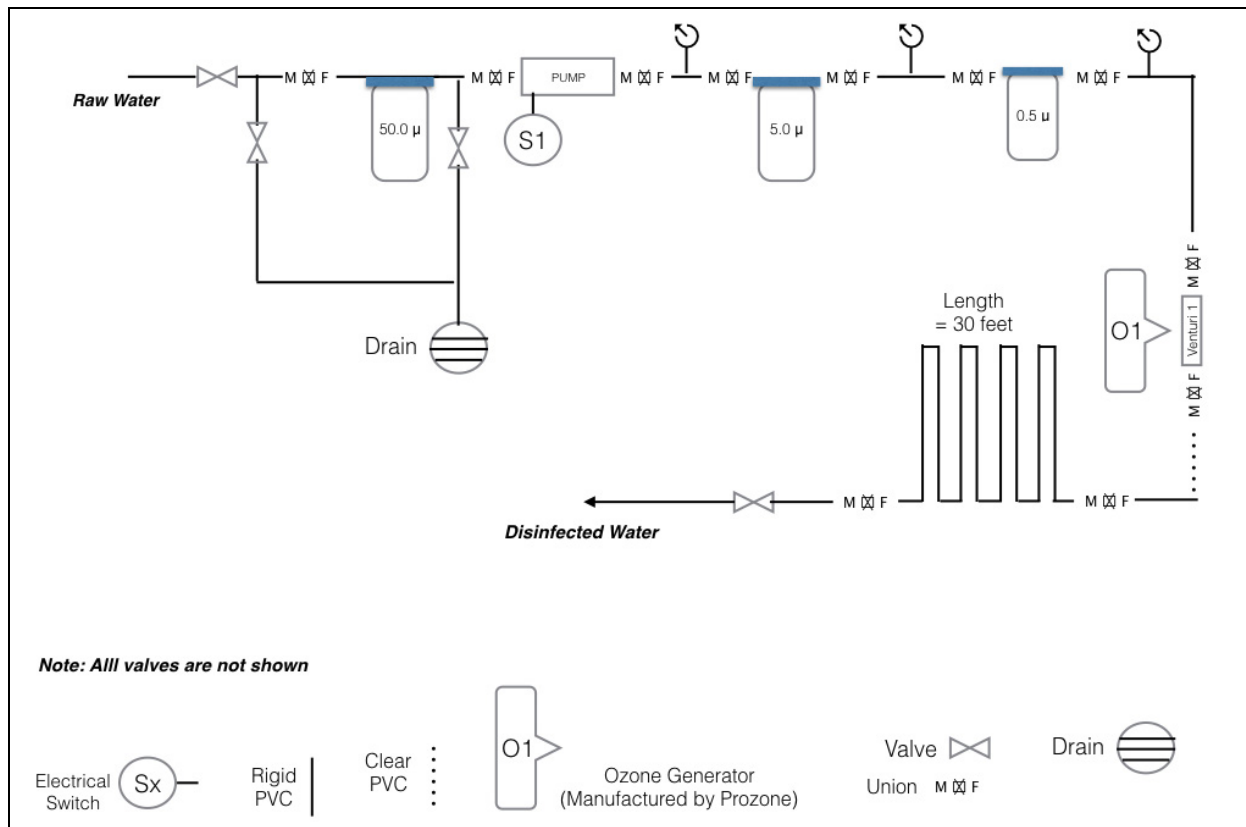 M F
M F
PUMP
M F
M F
M F
M F
M F
Raw Water
50.0 µ
S1
5.0 µ
0.5 µ
M F
Length
= 30 feet
O1
Venturi 1
Drain
M F
M F
M F
Disinfected Water
Note: Alll valves are not shown
O1
Electrical
Switch
Sx
Rigid
PVC
Clear
PVC
Ozone Generator
(Manufactured by Prozone)
Valve
Union M F
Drain